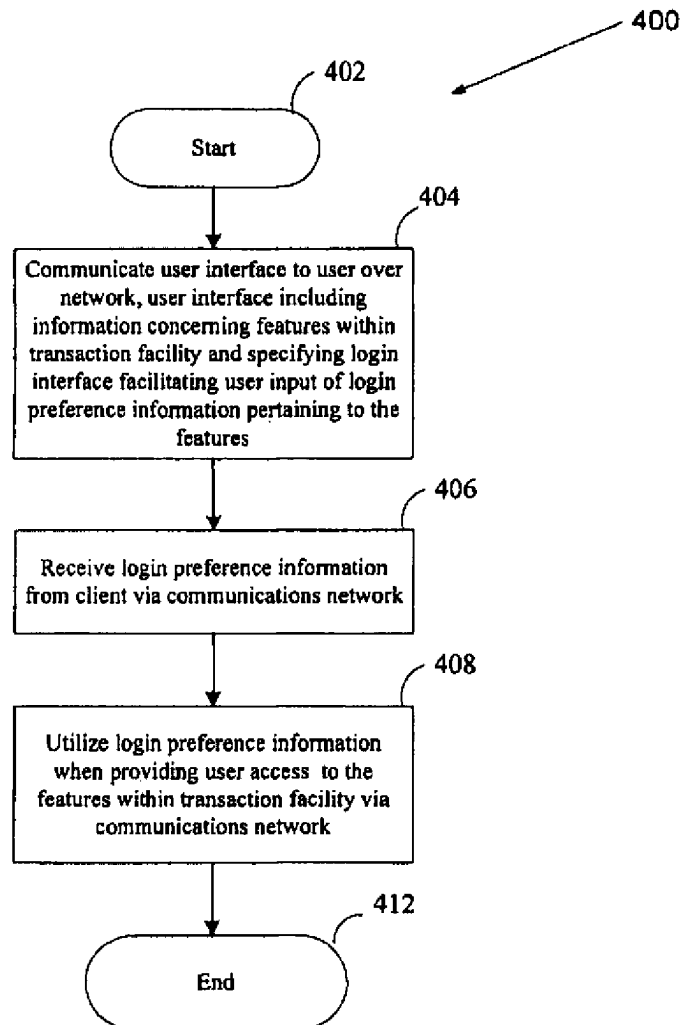 400
402
Start
404
Communicate user interface to user over
network, user interface including
information concerning features within
transaction facility and specifying login
interface facilitating user input of login
preference information pertaining to the
features
406
Receive login preference information
from client via communications network
408
Utilize login preference information
when providing user access to the
features within transaction facility via
communications network
412
End